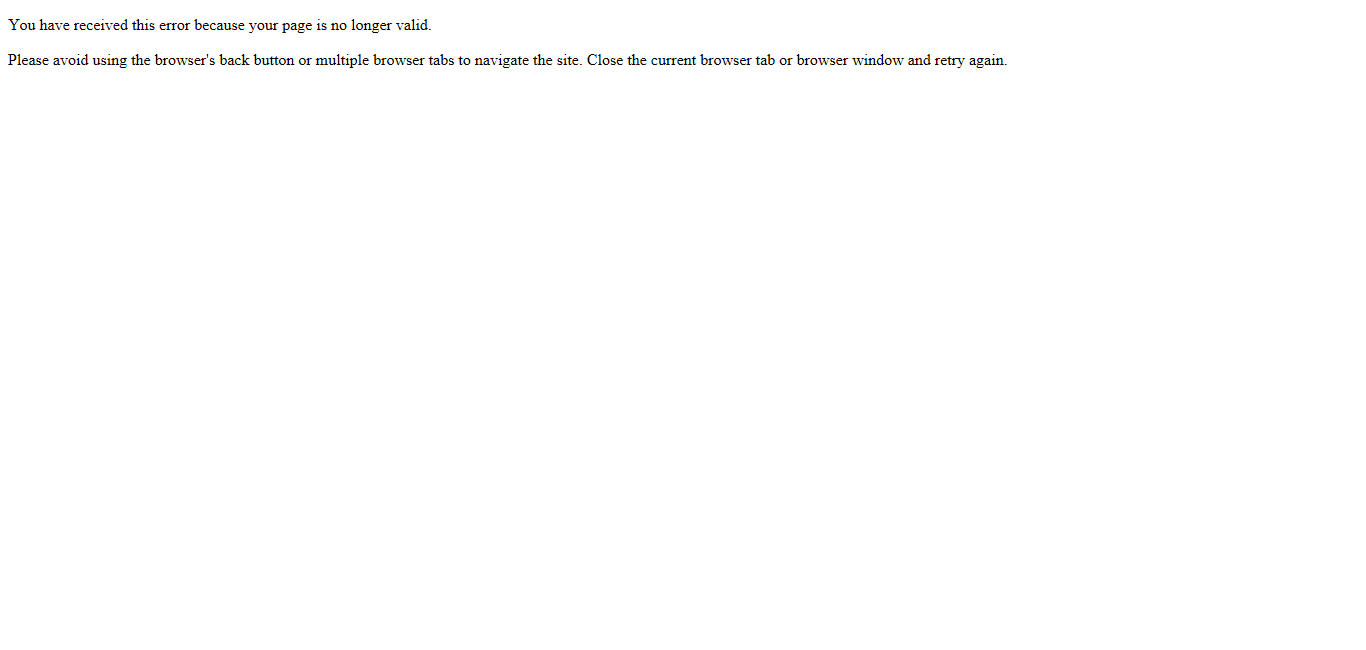 You have received this error because your page is no longer valid.
Please avoid using the browser's back button or multiple browser tabs to navigate the site. Close the current browser tab or browser window and retry again.